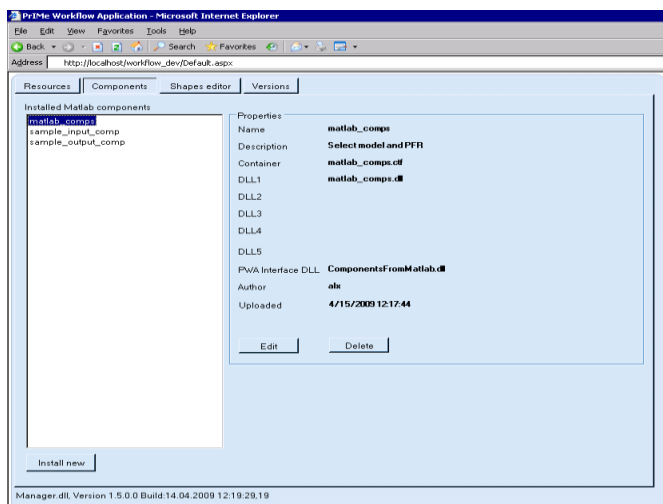 PrIMe Workflow Application - Microsoft Internet Explorer
File Edit View Favorites Tools Help
Back Search Favorites
Address http://localhost/workflow_dev/Default.aspx
Resources Components Shapes editor Versions
Installed Matlab components
matlab_comps
sample_input_comp
sample_output_comp
Properties
Name matlab_comps
Description Select model and PFR
Container matlab_comps.ctf
DLL1 matlab_comps.dll
DLL2
DLL3
DLL4
DLL5
PWA Interface DLL ComponentsFromMatlab.dll
Author alx
Uploaded 4/15/2009 12:17:44
Edit Delete
Install new
Manager.dll, Version 1.5.0.0 Build:14.04.2009 12:19:29,19